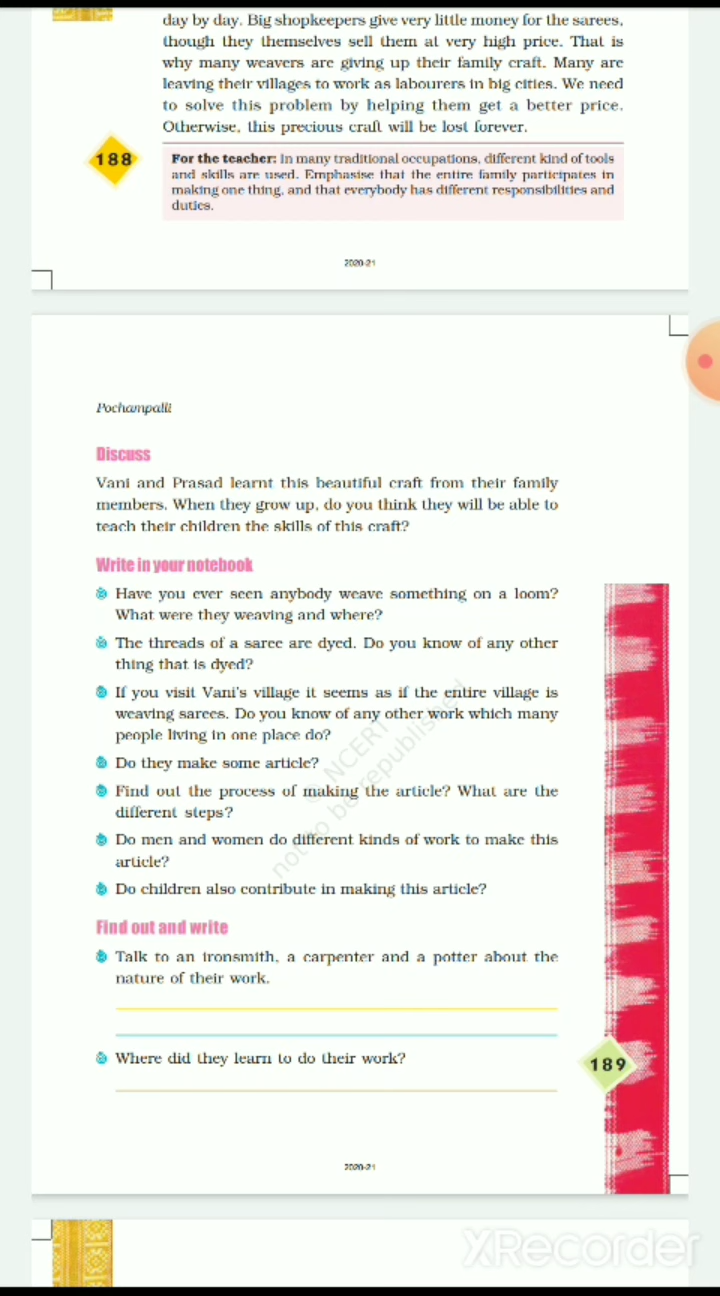 day by day. Big shopkeepers give very little money for the sarees,
though they themselves sell them at very high price. That is
why many weavers are giving up their family craft. Many are
leaving their villages to work as labourers in big cities. We need
to solve this problem by helping them get a better price.
Otherwise, this precious craft will be lost forever.
188
For the teacher: In many traditional occupations, different kind of tools
and skills are used. Emphasise that the entire family participates in
making one thing, and that everybody has different responsibilities and
duties.
2020-21
Pochampalli
Discuss
Vani and Prasad learnt this beautiful craft from their family
members. When they grow up, do you think they will be able to
teach their children the skills of this craft?
Write in your notebook
Have you ever seen anybody weave something on a loom?
What were they weaving and where?
The threads of a saree are dyed. Do you know of any other
thing that is dyed?
If you visit Vani's village it seems as if the entire village is
weaving sarees. Do you know of any other work which many
people living in one place do?
Do they make some article?
Find out the process of making the article? What are the
different steps?
Do men and women do different kinds of work to make this
article?
Do children also contribute in making this article?
© NCERT
not to be republished
Find out and write
Talk to an ironsmith, a carpenter and a potter about the
nature of their work.
Where did they learn to do their work?
189
2020-21
XRecorder